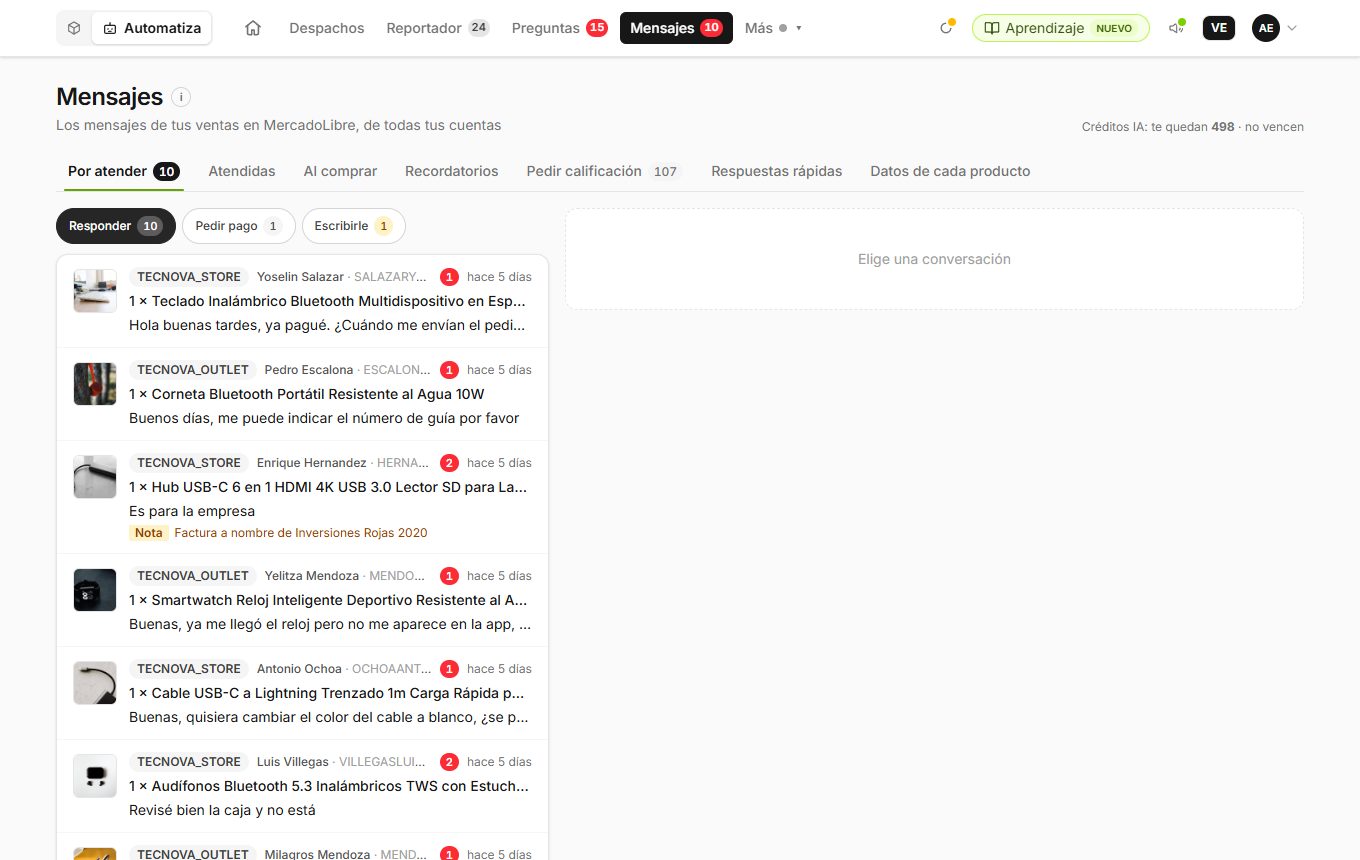 Automatiza
Despachos
Reportador 24
Preguntas 15
Mensajes 10
Más
Aprendizaje NUEVO
VE
AE
Mensajes i
Los mensajes de tus ventas en MercadoLibre, de todas tus cuentas
Créditos IA: te quedan 498 · no vencen
Por atender 10
Atendidas
Al comprar
Recordatorios
Pedir calificación 107
Respuestas rápidas
Datos de cada producto
Responder 10
Pedir pago 1
Escribirle 1
Elige una conversación
TECNOVA_STORE Yoselin Salazar · SALAZARY... 1 hace 5 días
1 × Teclado Inalámbrico Bluetooth Multidispositivo en Esp...
Hola buenas tardes, ya pagué. ¿Cuándo me envían el pedi...
TECNOVA_OUTLET Pedro Escalona · ESCALON... 1 hace 5 días
1 × Corneta Bluetooth Portátil Resistente al Agua 10W
Buenos días, me puede indicar el número de guía por favor
TECNOVA_STORE Enrique Hernandez · HERNA... 2 hace 5 días
1 × Hub USB-C 6 en 1 HDMI 4K USB 3.0 Lector SD para La...
Es para la empresa
Nota Factura a nombre de Inversiones Rojas 2020
TECNOVA_OUTLET Yelitza Mendoza · MENDO... 1 hace 5 días
1 × Smartwatch Reloj Inteligente Deportivo Resistente al A...
Buenas, ya me llegó el reloj pero no me aparece en la app, ...
TECNOVA_STORE Antonio Ochoa · OCHOAANT... 1 hace 5 días
1 × Cable USB-C a Lightning Trenzado 1m Carga Rápida p...
Buenas, quisiera cambiar el color del cable a blanco, ¿se p...
TECNOVA_STORE Luis Villegas · VILLEGASLUI... 2 hace 5 días
1 × Audífonos Bluetooth 5.3 Inalámbricos TWS con Estuch...
Revisé bien la caja y no está
TECNOVA_OUTLET Milagros Mendoza · MEND... 1 hace 5 días